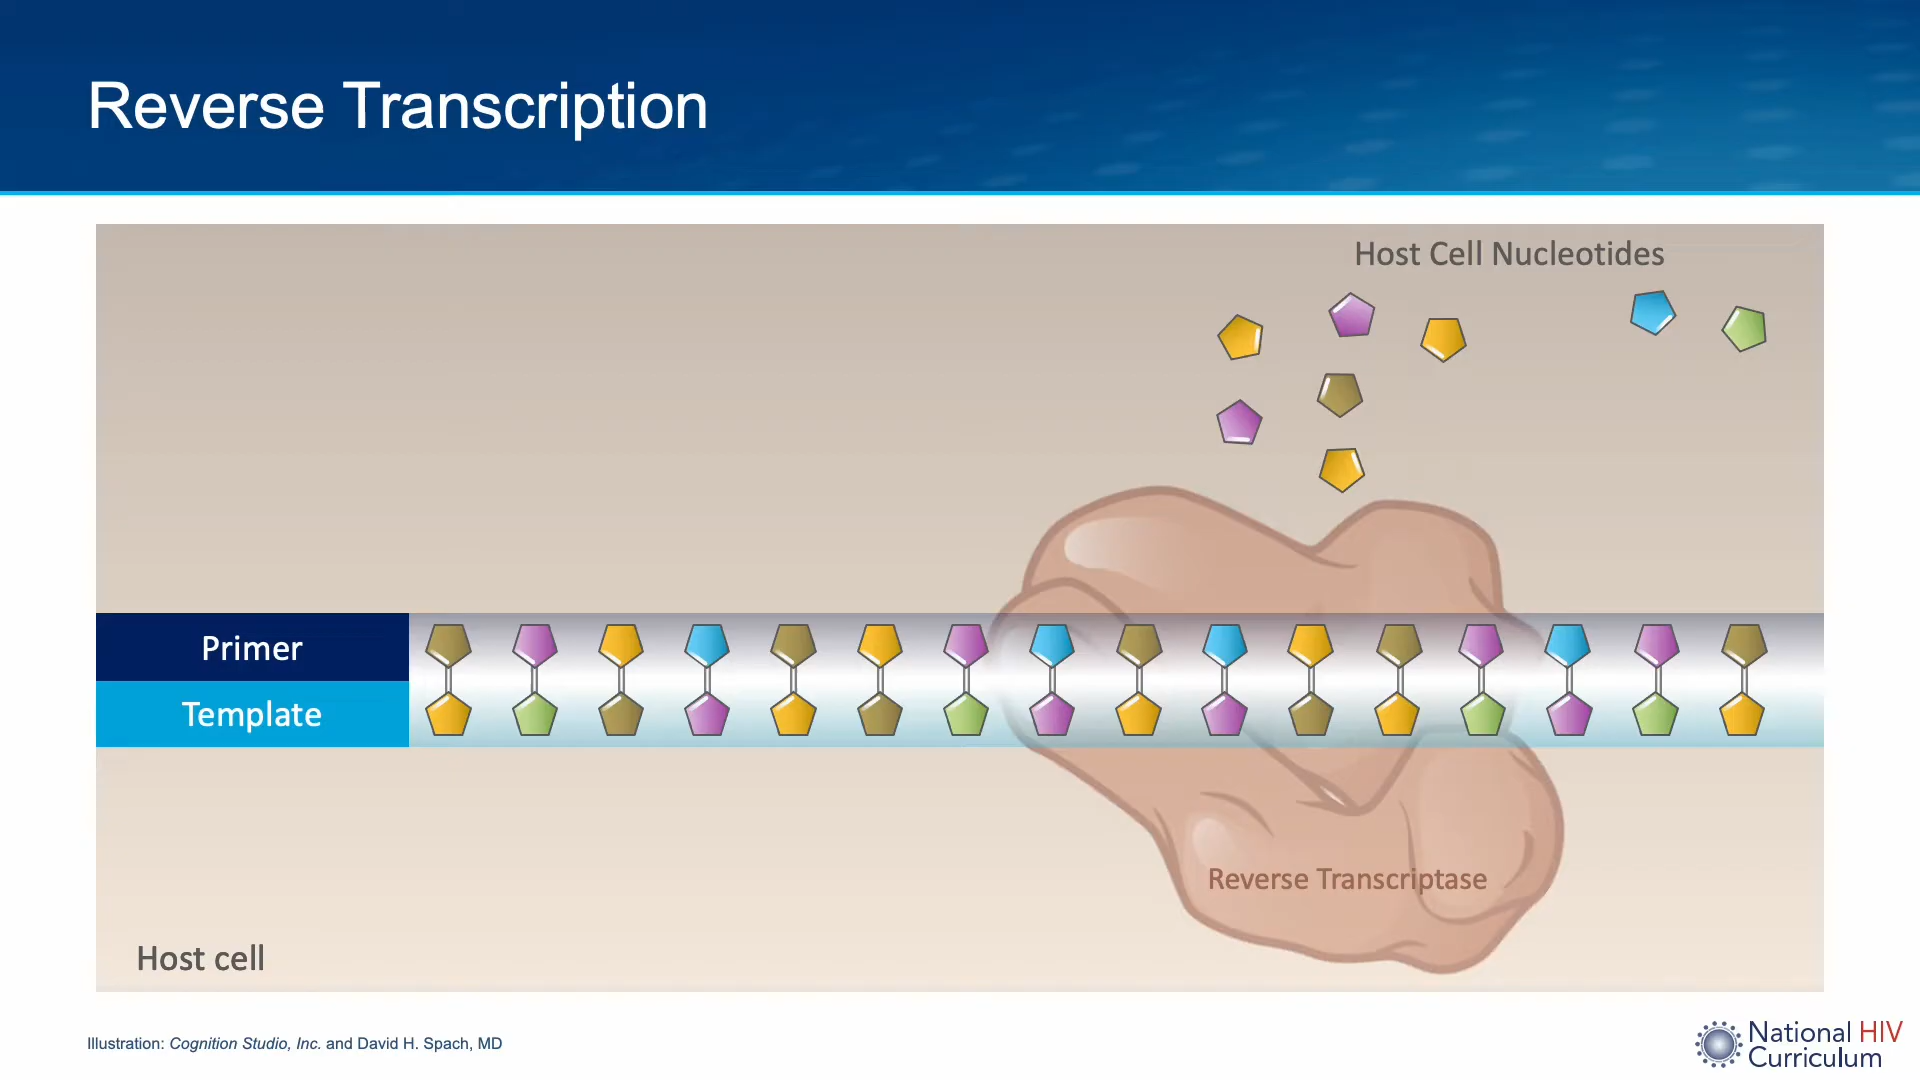 Reverse Transcription
Host Cell Nucleotides
Primer
Template
Reverse Transcriptase
Host cell
Illustration: Cognition Studio, Inc. and David H. Spach, MD
National HIV
Curriculum